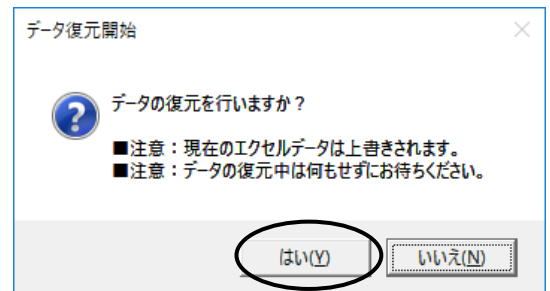 データ復元開始
データの復元を行いますか？
■注意：現在のエクセルデータは上書きされます。
■注意：データの復元中は何もせずにお待ちください。
はい(Y)
いいえ(N)